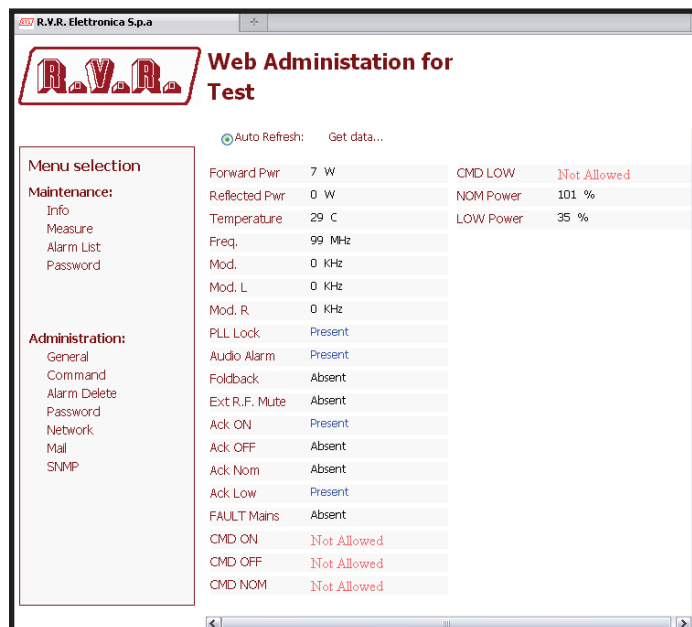 R.V.R. Elettronica S.p.a
R.V.R.
Web Administation for
Test
Auto Refresh: Get data...
Menu selection
Maintenance:
Info
Measure
Alarm List
Password
Administration:
General
Command
Alarm Delete
Password
Network
Mail
SNMP
Forward Pwr 7 W CMD LOW Not Allowed
Reflected Pwr 0 W NOM Power 101 %
Temperature 29 C LOW Power 35 %
Freq. 99 MHz
Mod. 0 KHz
Mod. L 0 KHz
Mod. R 0 KHz
PLL Lock Present
Audio Alarm Present
Foldback Absent
Ext R.F. Mute Absent
Ack ON Present
Ack OFF Absent
Ack Nom Absent
Ack Low Present
FAULT Mains Absent
CMD ON Not Allowed
CMD OFF Not Allowed
CMD NOM Not Allowed